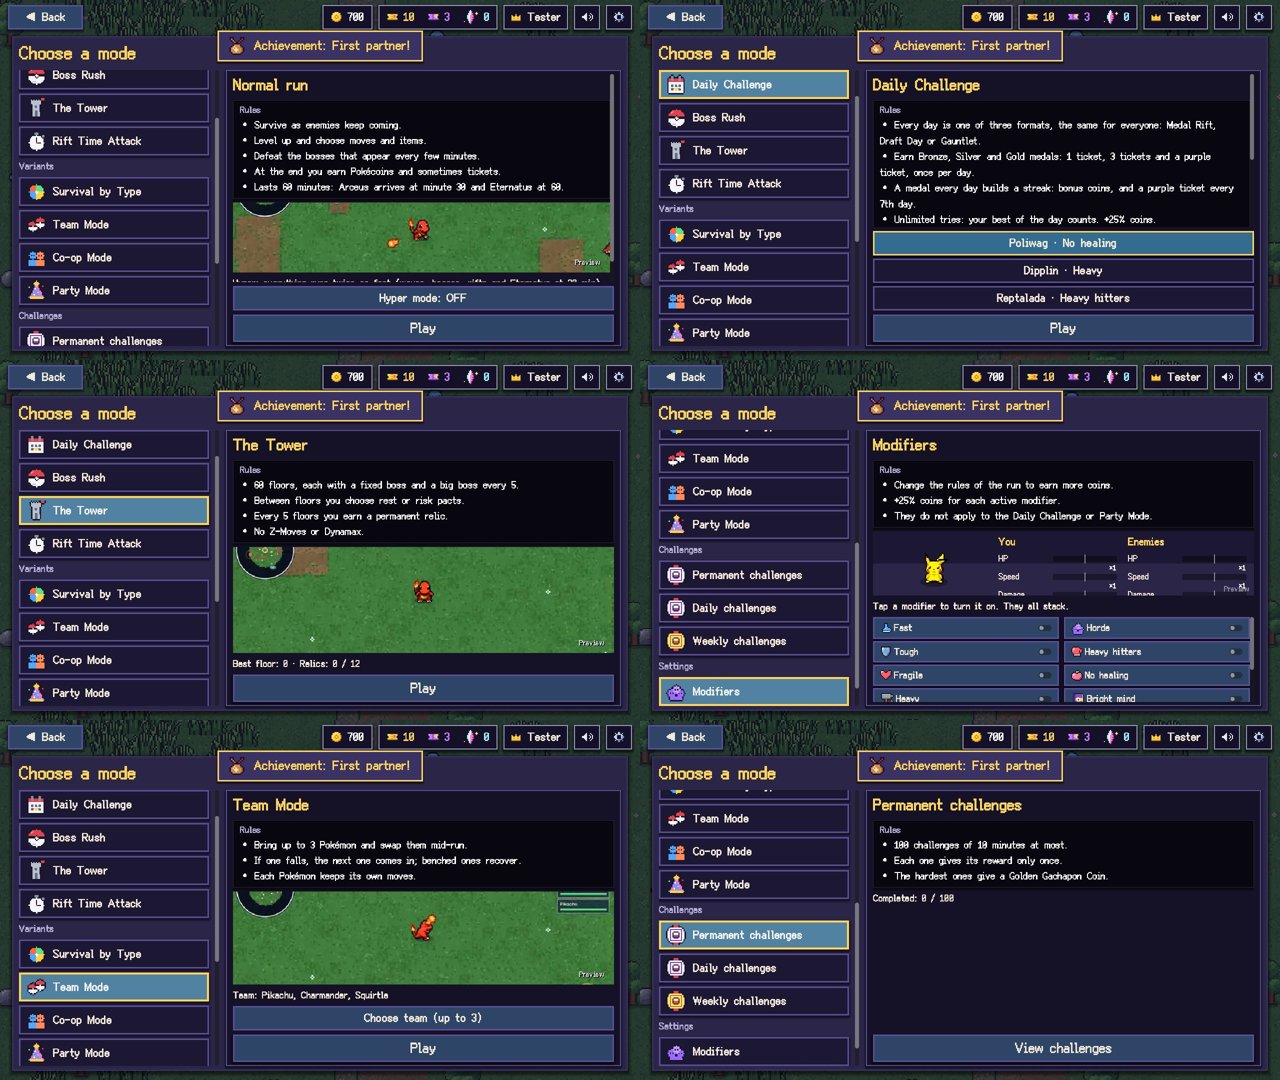 Back
700
10
3
0
Tester
Choose a mode
Achievement: First partner!
Boss Rush
The Tower
Rift Time Attack
Variants
Survival by Type
Team Mode
Co-op Mode
Party Mode
Challenges
Permanent challenges
Normal run
Rules
• Survive as enemies keep coming.
• Level up and choose moves and items.
• Defeat the bosses that appear every few minutes.
• At the end you earn Pokécoins and sometimes tickets.
• Lasts 60 minutes: Arceus arrives at minute 30 and Eternatus at 60.
Preview
Hyper mode: OFF
Play
Back
700
10
3
0
Tester
Choose a mode
Achievement: First partner!
Daily Challenge
Boss Rush
The Tower
Rift Time Attack
Variants
Survival by Type
Team Mode
Co-op Mode
Party Mode
Daily Challenge
Rules
• Every day is one of three formats, the same for everyone: Medal Rift,
Draft Day or Gauntlet.
• Earn Bronze, Silver and Gold medals: 1 ticket, 3 tickets and a purple
ticket, once per day.
• A medal every day builds a streak: bonus coins, and a purple ticket every
7th day.
• Unlimited tries: your best of the day counts. +25% coins.
Poliwag · No healing
Dipplin · Heavy
Reptalada · Heavy hitters
Play
Back
700
10
3
0
Tester
Choose a mode
Achievement: First partner!
Daily Challenge
Boss Rush
The Tower
Rift Time Attack
Variants
Survival by Type
Team Mode
Co-op Mode
Party Mode
The Tower
Rules
• 60 floors, each with a fixed boss and a big boss every 5.
• Between floors you choose rest or risk pacts.
• Every 5 floors you earn a permanent relic.
• No Z-Moves or Dynamax.
Preview
Best floor: 0 · Relics: 0 / 12
Play
Back
700
10
3
0
Tester
Choose a mode
Achievement: First partner!
Team Mode
Co-op Mode
Party Mode
Challenges
Permanent challenges
Daily challenges
Weekly challenges
Settings
Modifiers
Modifiers
Rules
• Change the rules of the run to earn more coins.
• +25% coins for each active modifier.
• They do not apply to the Daily Challenge or Party Mode.
You
Enemies
HP
×1
HP
×1
Speed
×1
Speed
×1
Damage
Damage
Preview
Tap a modifier to turn it on. They all stack.
Fast
Horde
Tough
Heavy hitters
Fragile
No healing
Heavy
Bright mind
Back
700
10
3
0
Tester
Choose a mode
Achievement: First partner!
Daily Challenge
Boss Rush
The Tower
Rift Time Attack
Variants
Survival by Type
Team Mode
Co-op Mode
Party Mode
Team Mode
Rules
• Bring up to 3 Pokémon and swap them mid-run.
• If one falls, the next one comes in; benched ones recover.
• Each Pokémon keeps its own moves.
Pikachu
Preview
Team: Pikachu, Charmander, Squirtle
Choose team (up to 3)
Play
Back
700
10
3
0
Tester
Choose a mode
Achievement: First partner!
Team Mode
Co-op Mode
Party Mode
Challenges
Permanent challenges
Daily challenges
Weekly challenges
Settings
Modifiers
Permanent challenges
Rules
• 100 challenges of 10 minutes at most.
• Each one gives its reward only once.
• The hardest ones give a Golden Gachapon Coin.
Completed: 0 / 100
View challenges